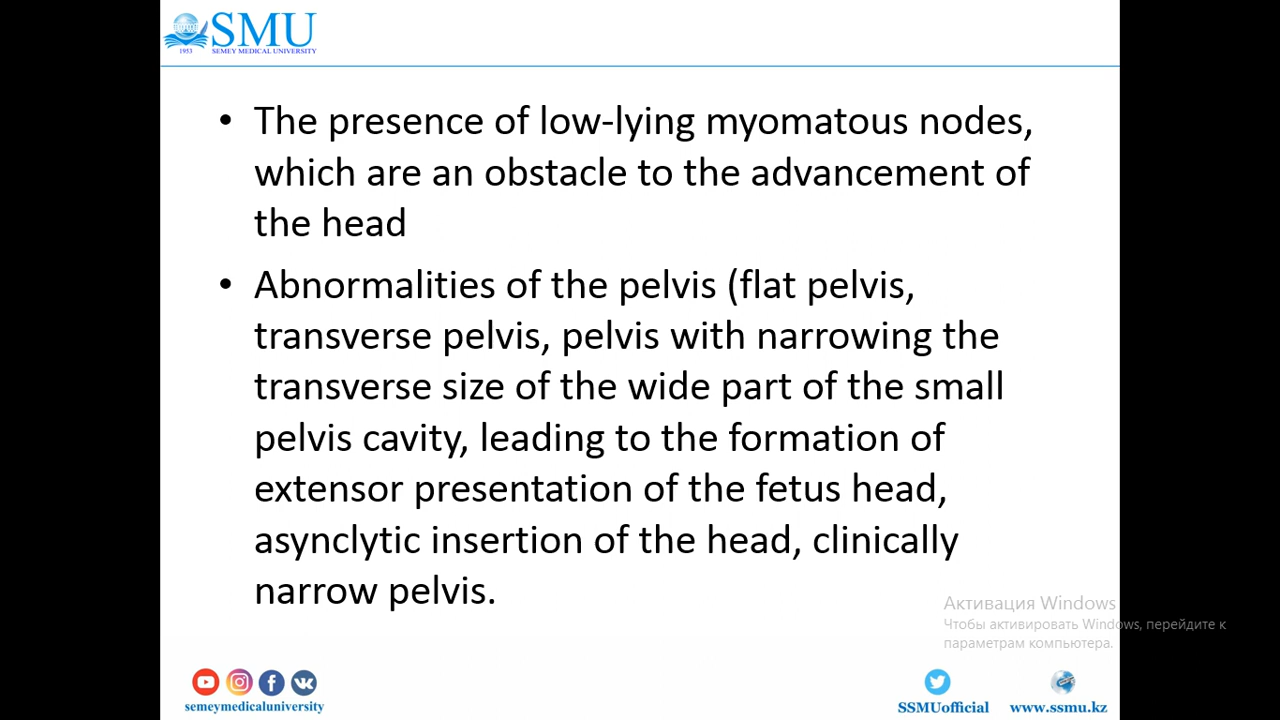 SMU
1953 SEMEY MEDICAL UNIVERSITY
• The presence of low-lying myomatous nodes,
which are an obstacle to the advancement of
the head
• Abnormalities of the pelvis (flat pelvis,
transverse pelvis, pelvis with narrowing the
transverse size of the wide part of the small
pelvis cavity, leading to the formation of
extensor presentation of the fetus head,
asynclytic insertion of the head, clinically
narrow pelvis.
Активация Windows
Чтобы активировать Windows, перейдите к
параметрам компьютера.
semeymedicaluniversity
SSMUofficial
www.ssmu.kz